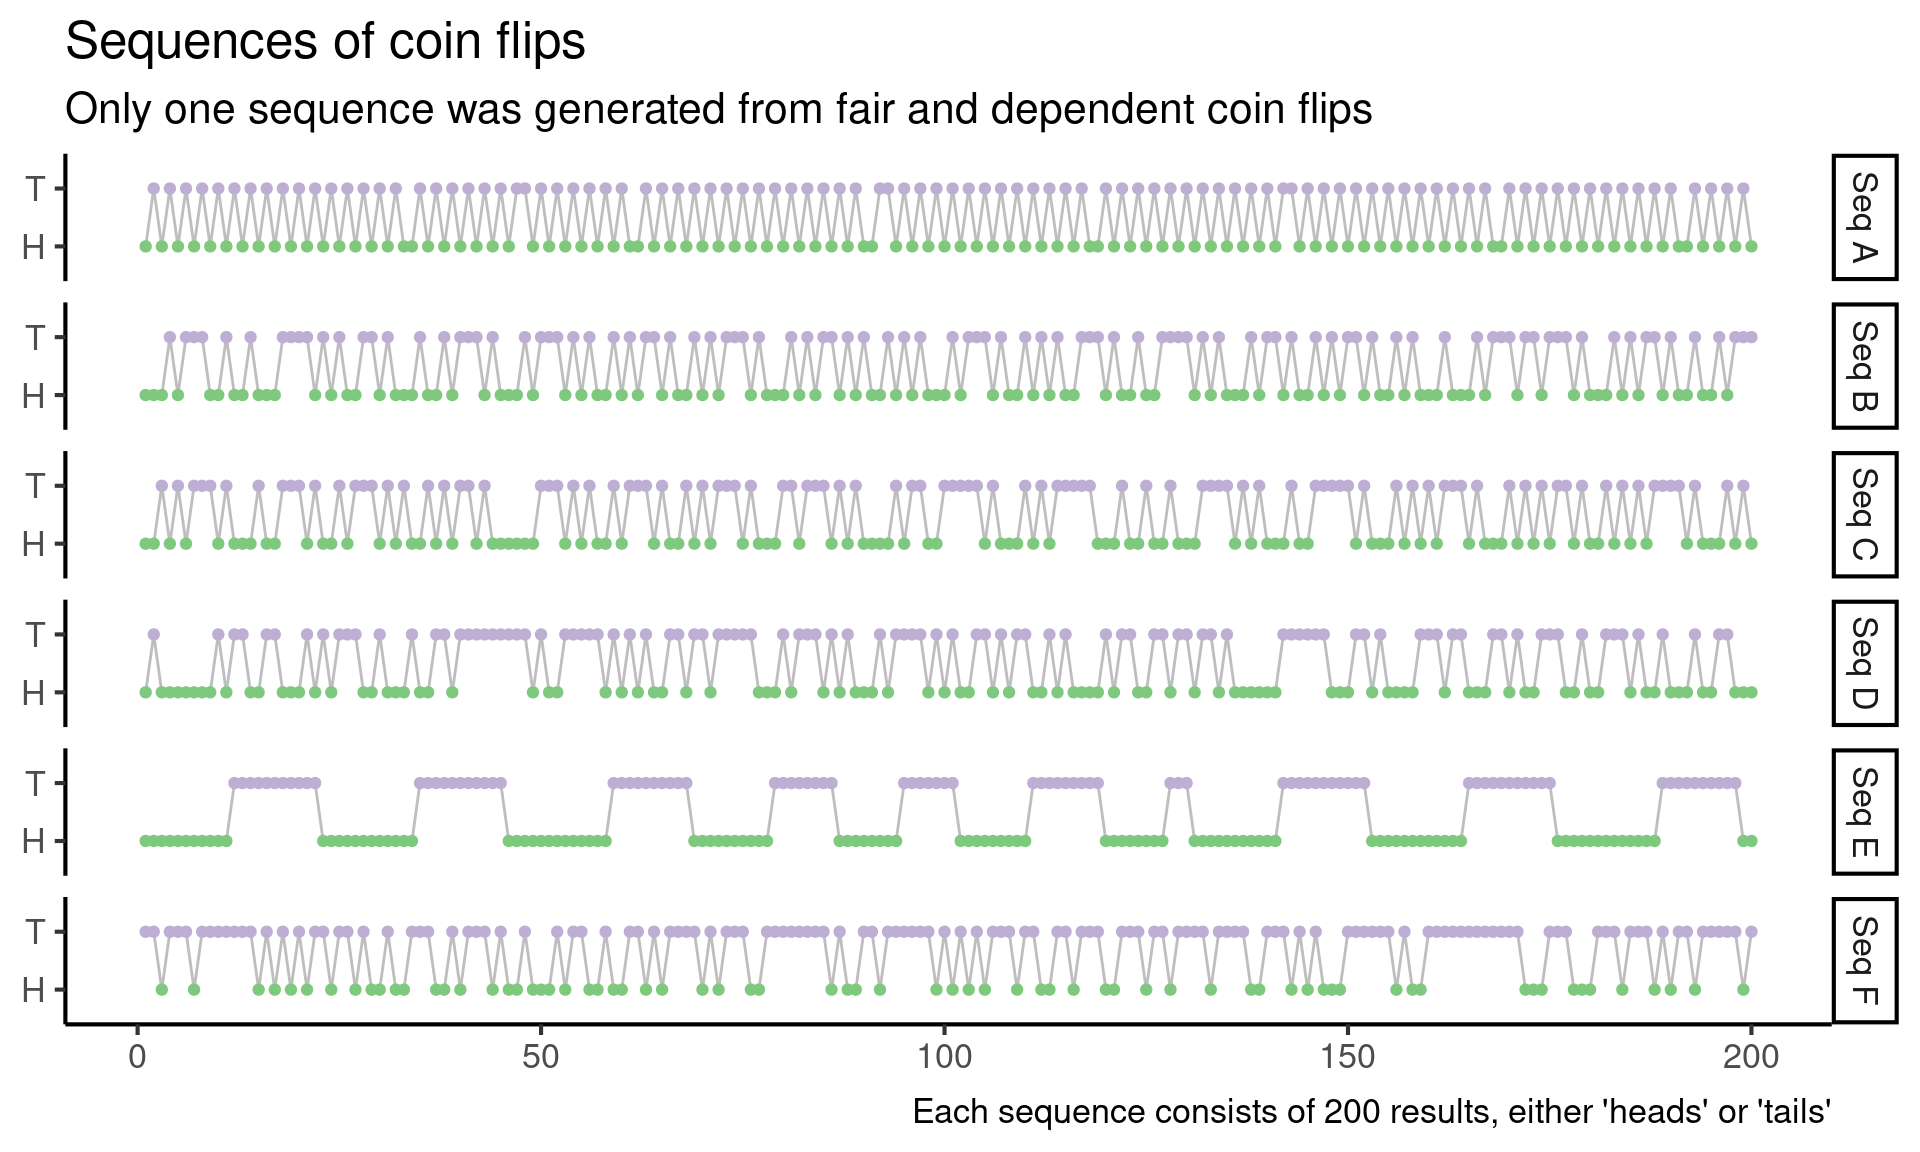 Sequences of coin flips
Only one sequence was generated from fair and dependent coin flips
T
H
Seq A
T
H
Seq B
T
H
Seq C
T
H
Seq D
T
H
Seq E
T
H
Seq F
0 50 100 150 200
Each sequence consists of 200 results, either 'heads' or 'tails'